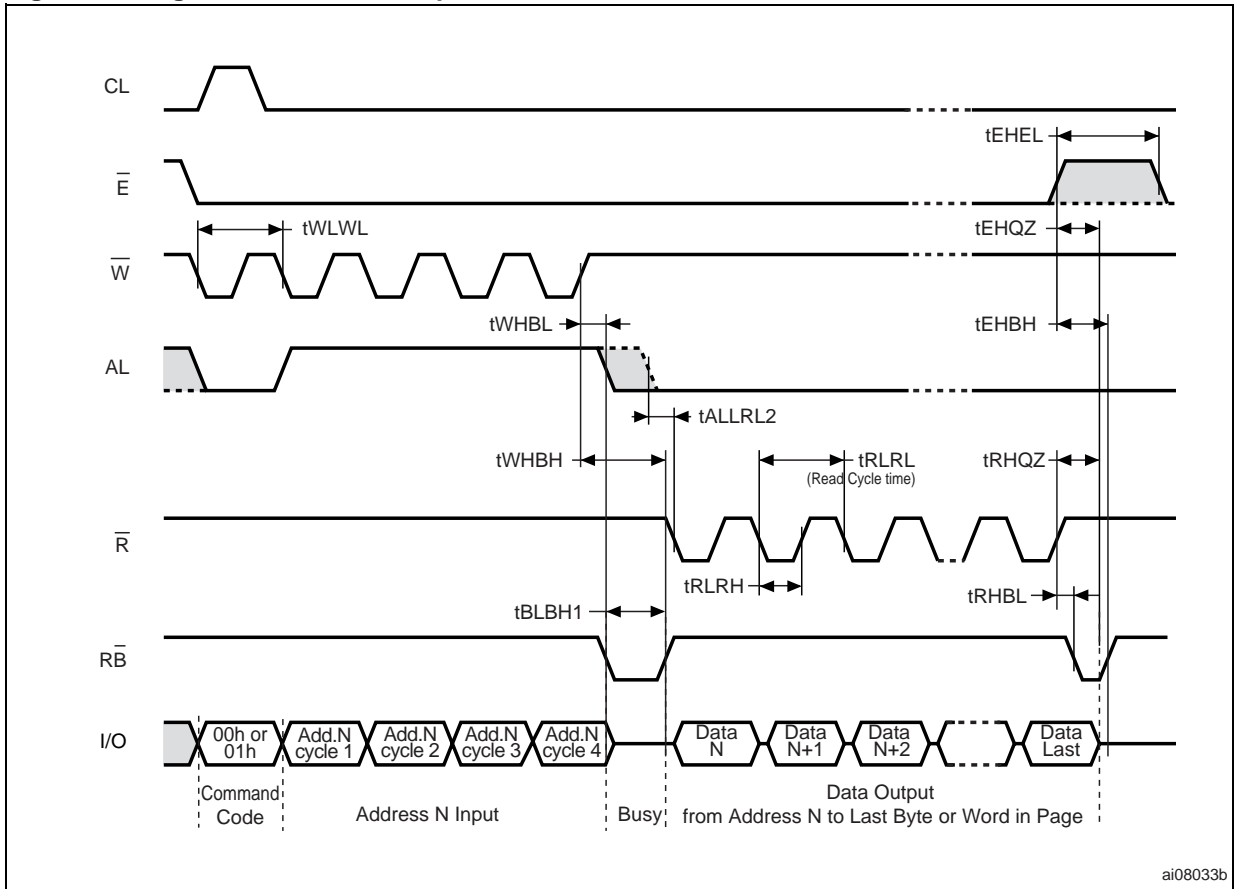 CL
tEHEL
E
tWLWL
tEHQZ
W
tWHBL
tEHBH
AL
tALLRL2
tWHBH
tRLRL
(Read Cycle time)
tRHQZ
R
tRLRH
tRHBL
tBLBH1
RB
I/O
00h or
01h
Add.N
cycle 1
Add.N
cycle 2
Add.N
cycle 3
Add.N
cycle 4
Data
N
Data
N+1
Data
N+2
Data
Last
Command
Code
Address N Input
Busy
Data Output
from Address N to Last Byte or Word in Page
ai08033b